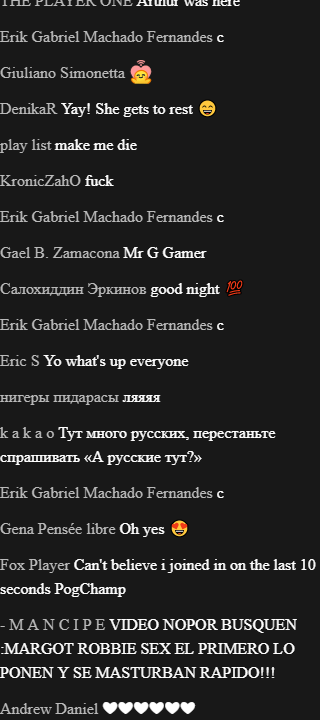 THE PLAYER ONE Arthur was here
Erik Gabriel Machado Fernandes c
Giuliano Simonetta
DenikaR Yay! She gets to rest 😁
play list make me die
KronicZahO fuck
Erik Gabriel Machado Fernandes c
Gael B. Zamacona Mr G Gamer
Салохиддин Эркинов good night 💯
Erik Gabriel Machado Fernandes c
Eric S Yo what's up everyone
нигеры пидарасы ляяяя
k a k a o Тут много русских, перестаньте
спрашивать «А русские тут?»
Erik Gabriel Machado Fernandes c
Gena Pensée libre Oh yes 😍
Fox Player Can't believe i joined in on the last 10
seconds PogChamp
- M A N C I P E VIDEO NOPOR BUSQUEN
:MARGOT ROBBIE SEX EL PRIMERO LO
PONEN Y SE MASTURBAN RAPIDO!!!
Andrew Daniel 🤍🤍🤍🤍🤍🤍